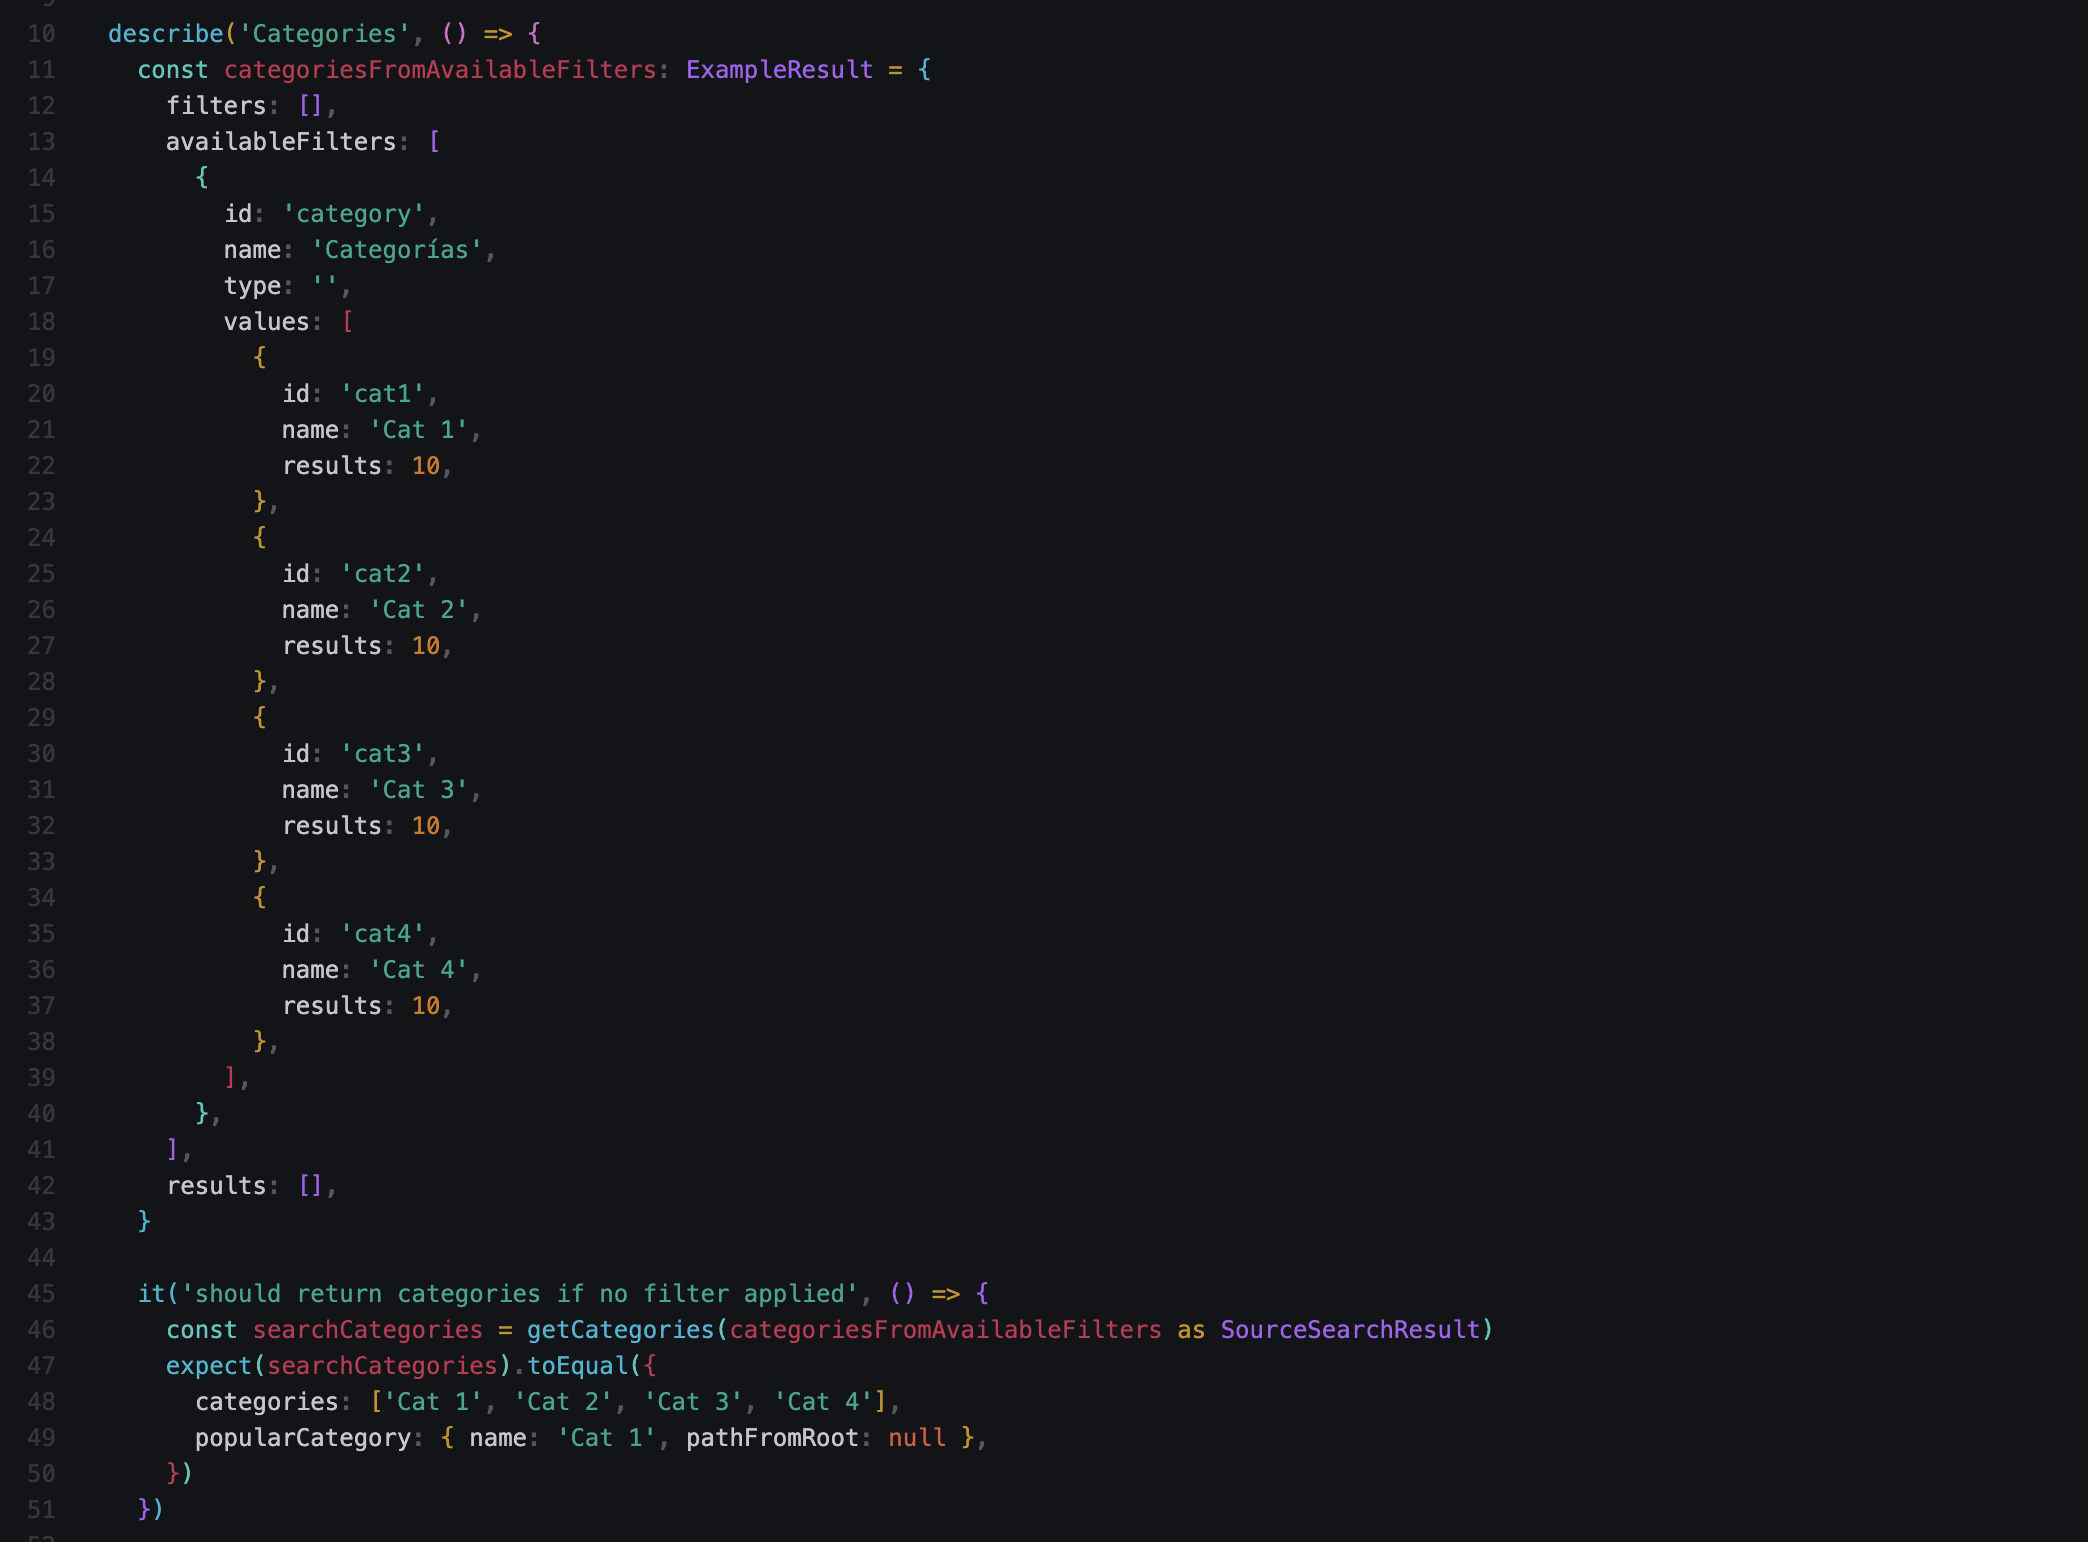 10 describe('Categories', () => {
11 const categoriesFromAvailableFilters: ExampleResult = {
12 filters: [],
13 availableFilters: [
14 {
15 id: 'category',
16 name: 'Categorías',
17 type: '',
18 values: [
19 {
20 id: 'cat1',
21 name: 'Cat 1',
22 results: 10,
23 },
24 {
25 id: 'cat2',
26 name: 'Cat 2',
27 results: 10,
28 },
29 {
30 id: 'cat3',
31 name: 'Cat 3',
32 results: 10,
33 },
34 {
35 id: 'cat4',
36 name: 'Cat 4',
37 results: 10,
38 },
39 ],
40 },
41 ],
42 results: [],
43 }
44
45 it('should return categories if no filter applied', () => {
46 const searchCategories = getCategories(categoriesFromAvailableFilters as SourceSearchResult)
47 expect(searchCategories).toEqual({
48 categories: ['Cat 1', 'Cat 2', 'Cat 3', 'Cat 4'],
49 popularCategory: { name: 'Cat 1', pathFromRoot: null },
50 })
51 })